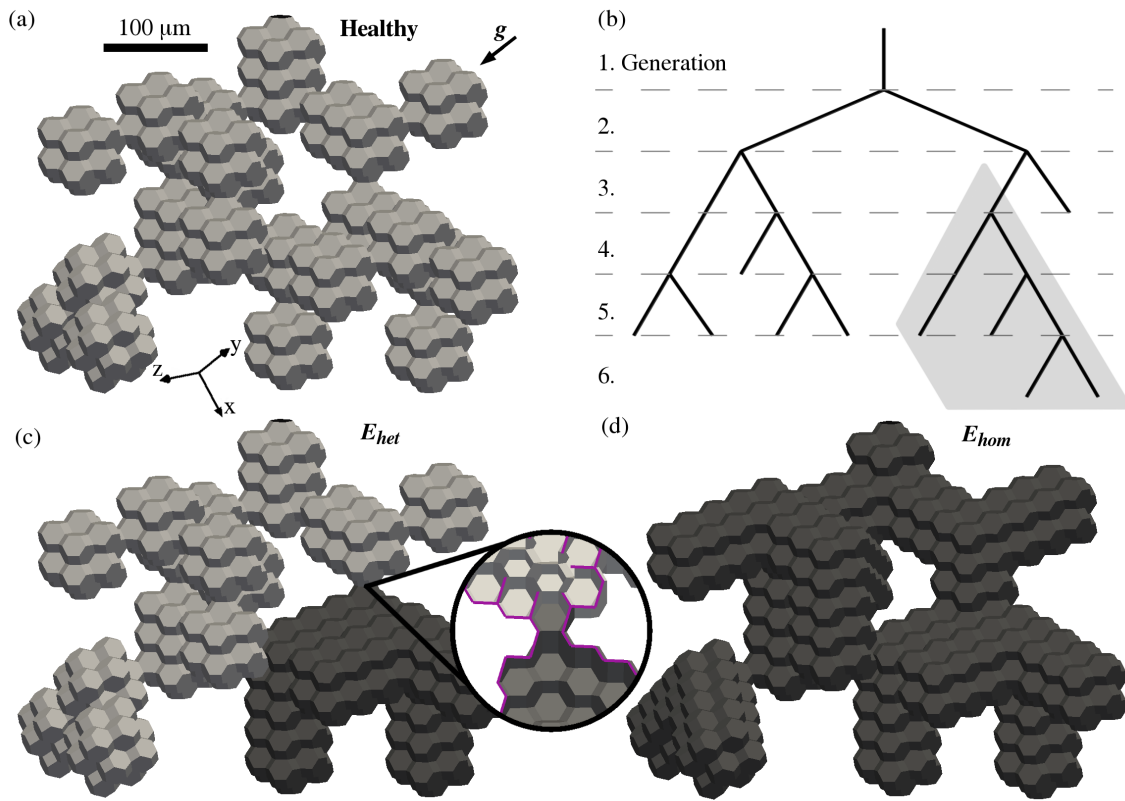 (a)
100 µm
Healthy
g
z
y
x
(b)
1. Generation
2.
3.
4.
5.
6.
(c)
E_het
(d)
E_hom